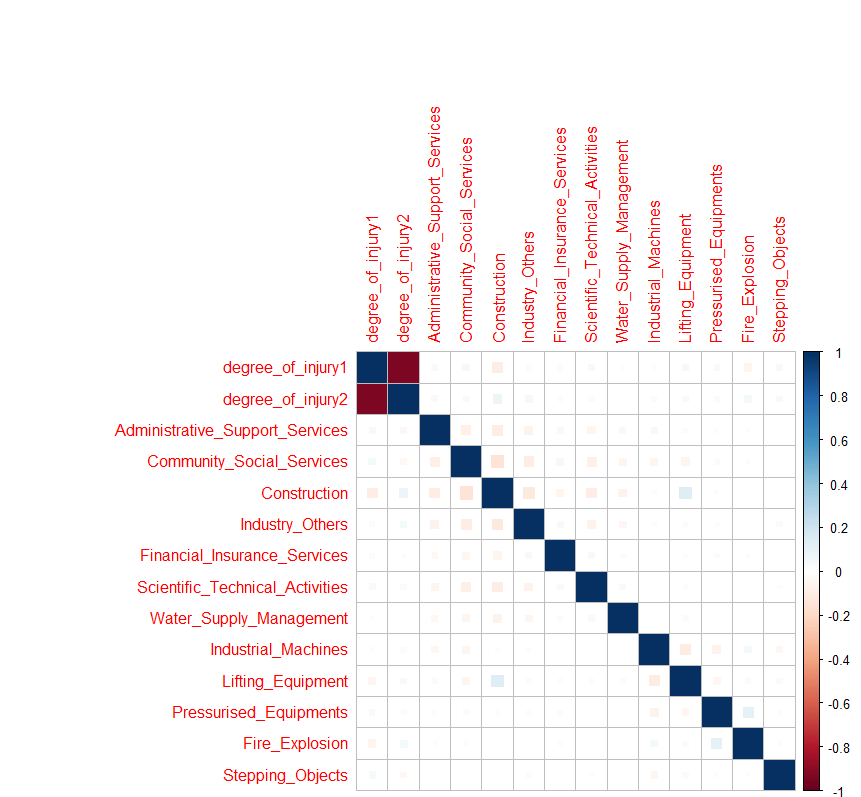 degree_of_injury1
degree_of_injury2
Administrative_Support_Services
Community_Social_Services
Construction
Industry_Others
Financial_Insurance_Services
Scientific_Technical_Activities
Water_Supply_Management
Industrial_Machines
Lifting_Equipment
Pressurised_Equipments
Fire_Explosion
Stepping_Objects
degree_of_injury1
degree_of_injury2
Administrative_Support_Services
Community_Social_Services
Construction
Industry_Others
Financial_Insurance_Services
Scientific_Technical_Activities
Water_Supply_Management
Industrial_Machines
Lifting_Equipment
Pressurised_Equipments
Fire_Explosion
Stepping_Objects
1
0.8
0.6
0.4
0.2
0
-0.2
-0.4
-0.6
-0.8
-1